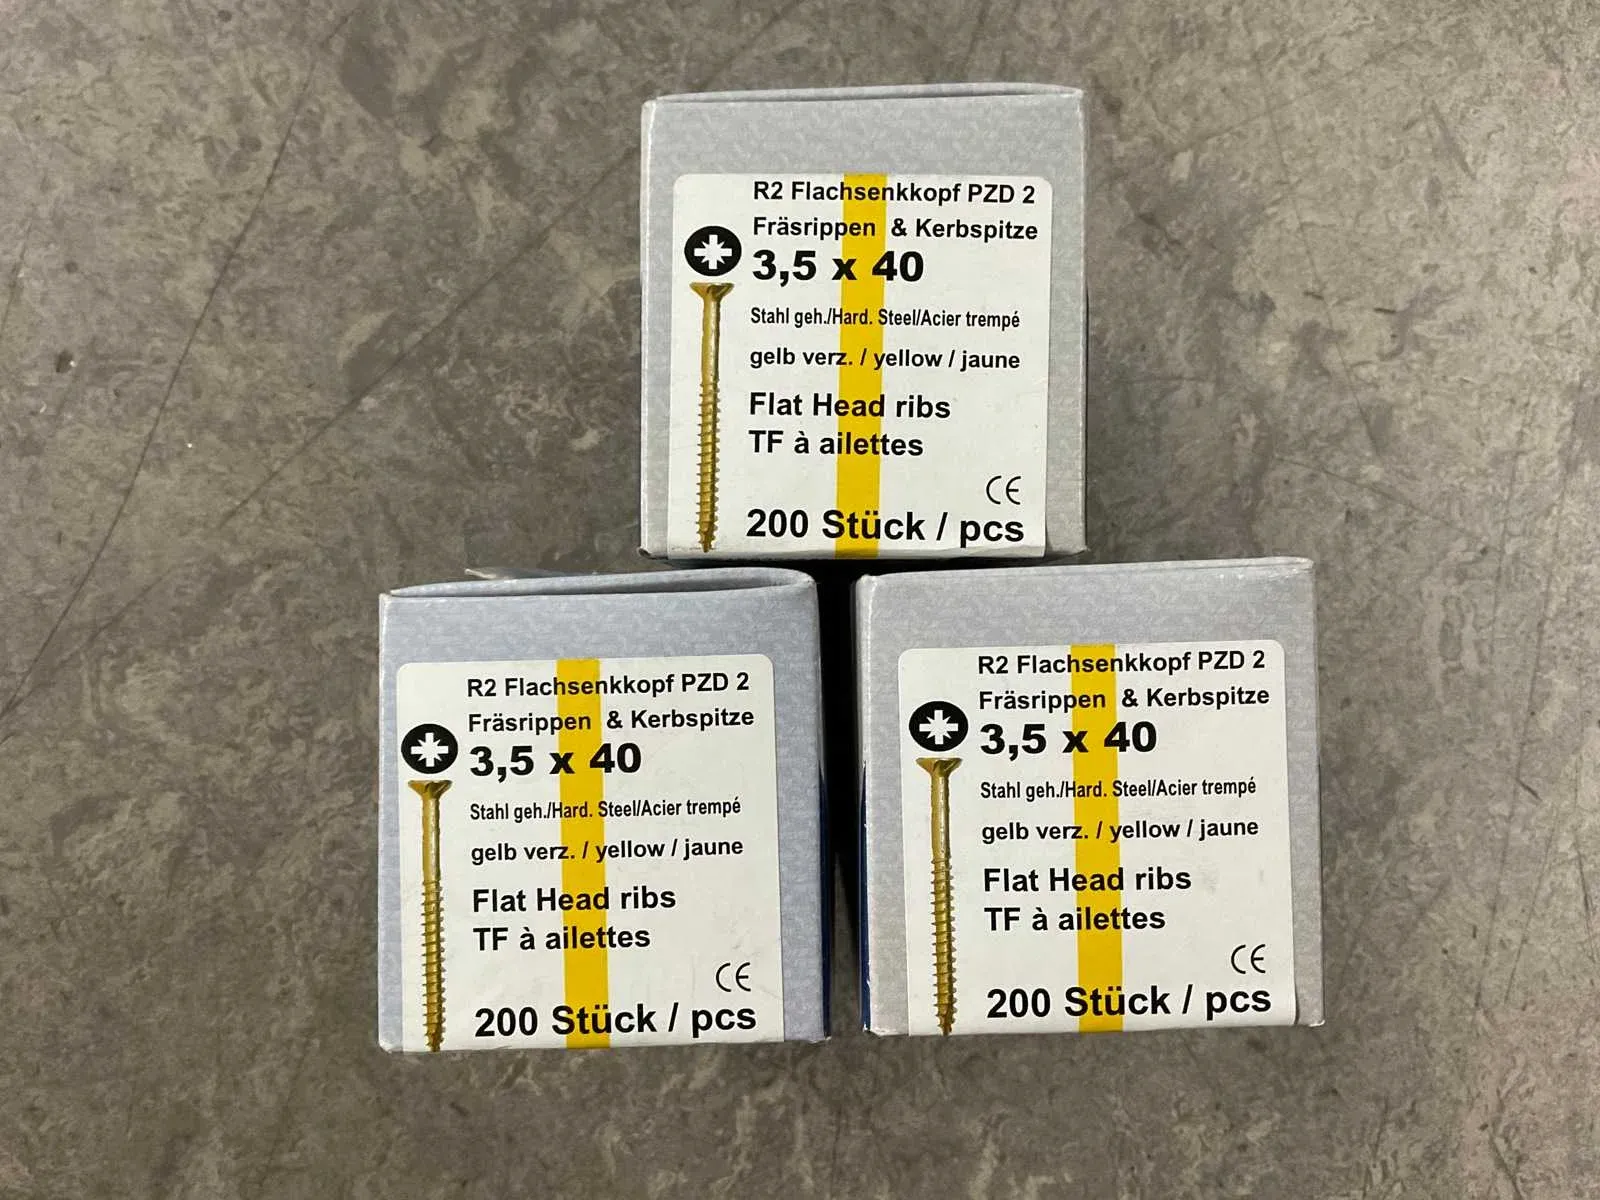 R2 Flachsenkkopf PZD 2
Fräsrippen & Kerbspitze
3,5 x 40
Stahl geh./Hard. Steel/Acier trempé
gelb verz. / yellow / jaune
Flat Head ribs
TF à ailettes
CE
200 Stück / pcs
R2 Flachsenkkopf PZD 2
Fräsrippen & Kerbspitze
3,5 x 40
Stahl geh./Hard. Steel/Acier trempé
gelb verz. / yellow / jaune
Flat Head ribs
TF à ailettes
CE
200 Stück / pcs
R2 Flachsenkkopf PZD 2
Fräsrippen & Kerbspitze
3,5 x 40
Stahl geh./Hard. Steel/Acier trempé
gelb verz. / yellow / jaune
Flat Head ribs
TF à ailettes
CE
200 Stück / pcs